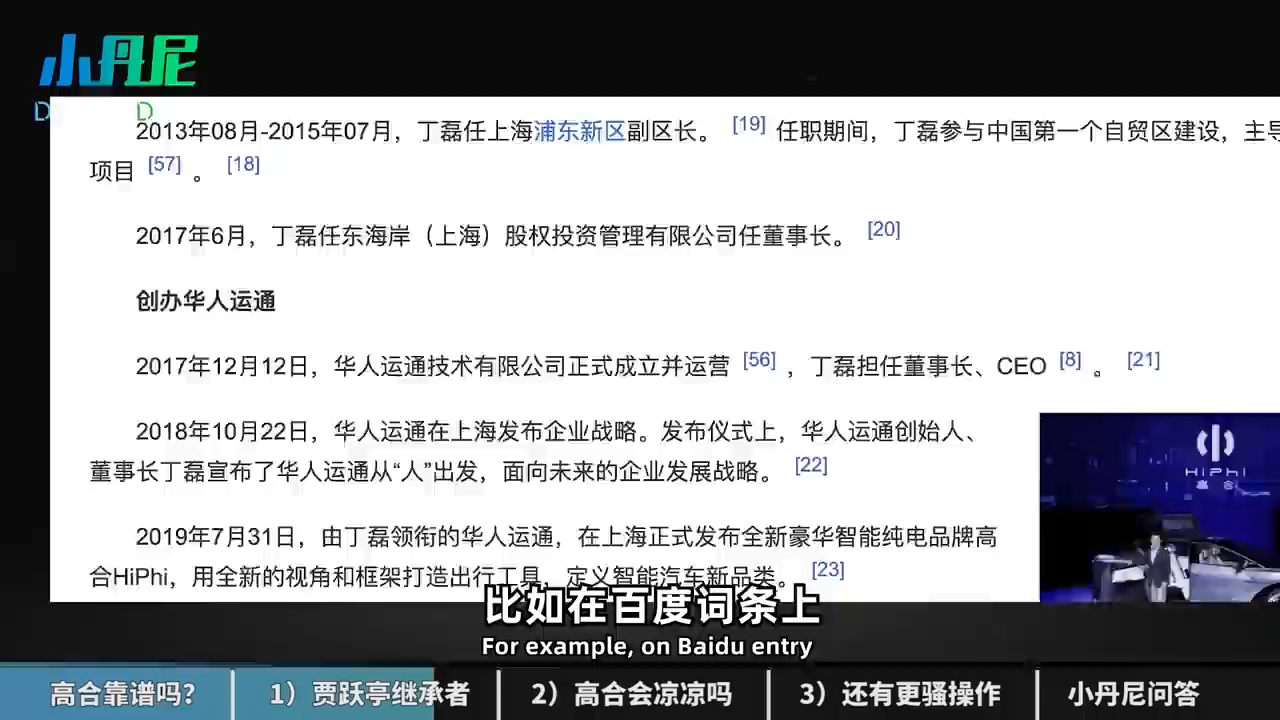 小丹尼
D
D
2013年08月-2015年07月，丁磊任上海浦东新区副区长。 [19] 任职期间，丁磊参与中国第一个自贸区建设，主导
项目 [57] 。 [18]
2017年6月，丁磊任东海岸（上海）股权投资管理有限公司任董事长。 [20]
创办华人运通
2017年12月12日，华人运通技术有限公司正式成立并运营 [56] ，丁磊担任董事长、CEO [8] 。 [21]
2018年10月22日，华人运通在上海发布企业战略。发布仪式上，华人运通创始人、
董事长丁磊宣布了华人运通从“人”出发，面向未来的企业发展战略。 [22]
2019年7月31日，由丁磊领衔的华人运通，在上海正式发布全新豪华智能纯电品牌高
合HiPhi，用全新的视角和框架打造出行工具，定义智能汽车新品类。 [23]
HiPhi
高合
比如在百度词条上
For example, on Baidu entry
高合靠谱吗？
1）贾跃亭继承者
2）高合会凉凉吗
3）还有更骚操作
小丹尼问答